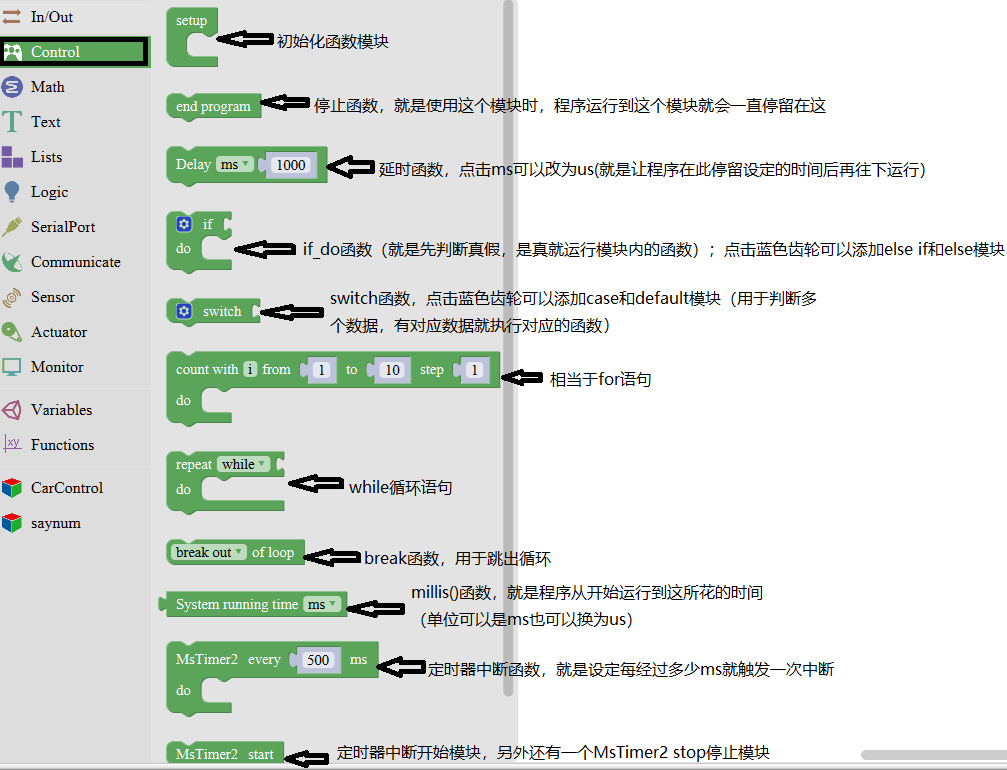 In/Out
Control
Math
Text
Lists
Logic
SerialPort
Communicate
Sensor
Actuator
Monitor
Variables
Functions
CarControl
saynum
setup
初始化函数模块
end program
停止函数，就是使用这个模块时，程序运行到这个模块就会一直停留在这
Delay ms 1000
延时函数，点击ms可以改为us(就是让程序在此停留设定的时间后再往下运行）
if
do
if_do函数（就是先判断真假，是真就运行模块内的函数）；点击蓝色齿轮可以添加else if和else模块
switch
switch函数，点击蓝色齿轮可以添加case和default模块（用于判断多
个数据，有对应数据就执行对应的函数）
count with i from 1 to 10 step 1
do
相当于for语句
repeat while
do
while循环语句
break out of loop
break函数，用于跳出循环
System running time ms
millis()函数，就是程序从开始运行到这所花的时间
（单位可以是ms也可以换为us）
MsTimer2 every 500 ms
do
定时器中断函数，就是设定每经过多少ms就触发一次中断
MsTimer2 start
定时器中断开始模块，另外还有一个MsTimer2 stop停止模块